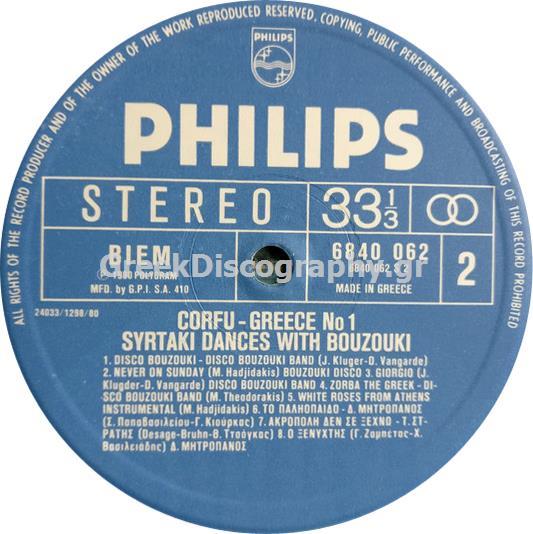 ALL RIGHTS OF THE RECORD PRODUCER AND OF THE OWNER OF THE WORK REPRODUCED RESERVED. COPYING, PUBLIC PERFORMANCE AND BROADCASTING OF THIS RECORD PROHIBITED
PHILIPS
PHILIPS
STEREO 33 1/3
BIEM 6840 062 2
℗ 1980 POLYGRAM 6840 062.2
MFD. by G.P.I. S.A. 410 MADE IN GREECE
GreekDiscography.gr
24033/1298/80
CORFU - GREECE No 1
SYRTAKI DANCES WITH BOUZOUKI
1. DISCO BOUZOUKI - DISCO BOUZOUKI BAND (J. Kluger-D. Vangarde)
2. NEVER ON SUNDAY (M. Hadjidakis) BOUZOUKI DISCO 3. GIORGIO (J.
Klugder-D. Vangarde) DISCO BOUZOUKI BAND 4. ZORBA THE GREEK - DI-
SCO BOUZOUKI BAND (M. Theodorakis) 5. WHITE ROSES FROM ATHENS
INSTRUMENTAL (M. Hadjidakis) 6. ΤΟ ΠΑΛΗΟΠΑΙΔΟ - Δ. ΜΗΤΡΟΠΑΝΟΣ
(Σ. Παπαβασιλείου-Γ. Κιούρκας) 7. ΑΚΡΟΠΟΛΗ ΔΕΝ ΣΕ ΞΕΧΝΩ - Τ. ΣΤ-
ΡΑΤΗΣ (Desage-Bruhn-Β. Τσούγκας) 8. Ο ΞΕΝΥΧΤΗΣ (Γ. Ζαμπέτας-Χ.
Βασιλειάδης) Δ. ΜΗΤΡΟΠΑΝΟΣ